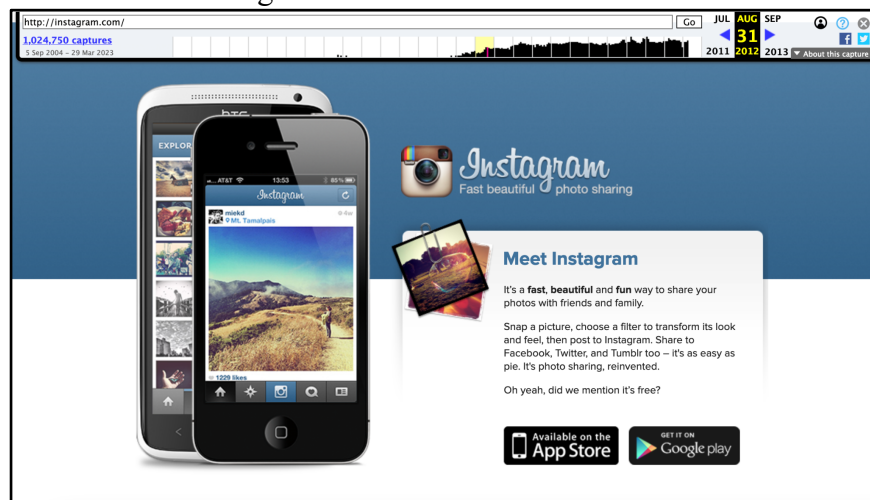 http://instagram.com/ Go JUL AUG SEP
1,024,750 captures 31
5 Sep 2004 – 29 Mar 2023 2011 2012 2013 ▼ About this capture
hTC
EXPLOR
AT&T 13:53 85%
Instagram
miekd 4w
Mt. Tamalpais
1229 likes
Instagram
Fast beautiful photo sharing
Meet Instagram
It's a fast, beautiful and fun way to share your
photos with friends and family.
Snap a picture, choose a filter to transform its look
and feel, then post to Instagram. Share to
Facebook, Twitter, and Tumblr too – it's as easy as
pie. It's photo sharing, reinvented.
Oh yeah, did we mention it's free?
Available on the
App Store
GET IT ON
Google play